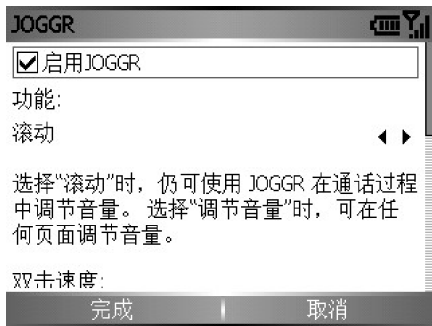 JOGGR
启用JOGGR
功能:
滚动
选择“滚动”时，仍可使用 JOGGR 在通话过程
中调节音量。选择“调节音量”时，可在任
何页面调节音量。
双击速度:
完成
取消